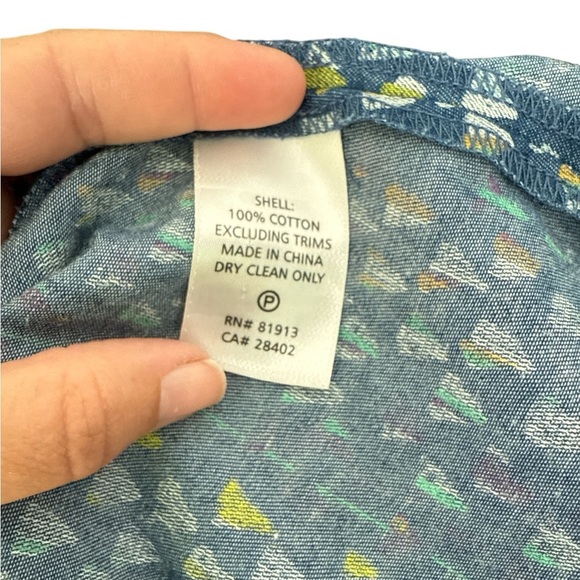 SHELL:
100% COTTON
EXCLUDING TRIMS
MADE IN CHINA
DRY CLEAN ONLY
P
RN# 81913
CA# 28402